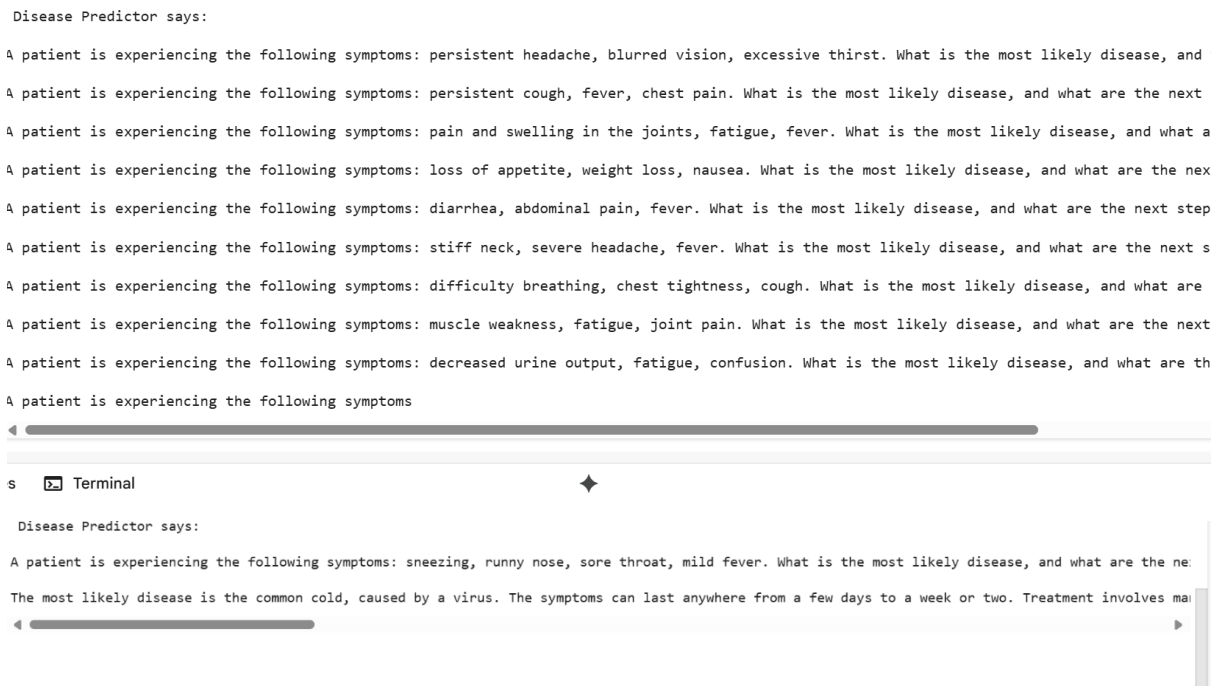 Disease Predictor says:
A patient is experiencing the following symptoms: persistent headache, blurred vision, excessive thirst. What is the most likely disease, and
A patient is experiencing the following symptoms: persistent cough, fever, chest pain. What is the most likely disease, and what are the next
A patient is experiencing the following symptoms: pain and swelling in the joints, fatigue, fever. What is the most likely disease, and what a
A patient is experiencing the following symptoms: loss of appetite, weight loss, nausea. What is the most likely disease, and what are the nex
A patient is experiencing the following symptoms: diarrhea, abdominal pain, fever. What is the most likely disease, and what are the next step
A patient is experiencing the following symptoms: stiff neck, severe headache, fever. What is the most likely disease, and what are the next s
A patient is experiencing the following symptoms: difficulty breathing, chest tightness, cough. What is the most likely disease, and what are
A patient is experiencing the following symptoms: muscle weakness, fatigue, joint pain. What is the most likely disease, and what are the next
A patient is experiencing the following symptoms: decreased urine output, fatigue, confusion. What is the most likely disease, and what are th
A patient is experiencing the following symptoms
s Terminal
Disease Predictor says:
A patient is experiencing the following symptoms: sneezing, runny nose, sore throat, mild fever. What is the most likely disease, and what are the ne
The most likely disease is the common cold, caused by a virus. The symptoms can last anywhere from a few days to a week or two. Treatment involves ma